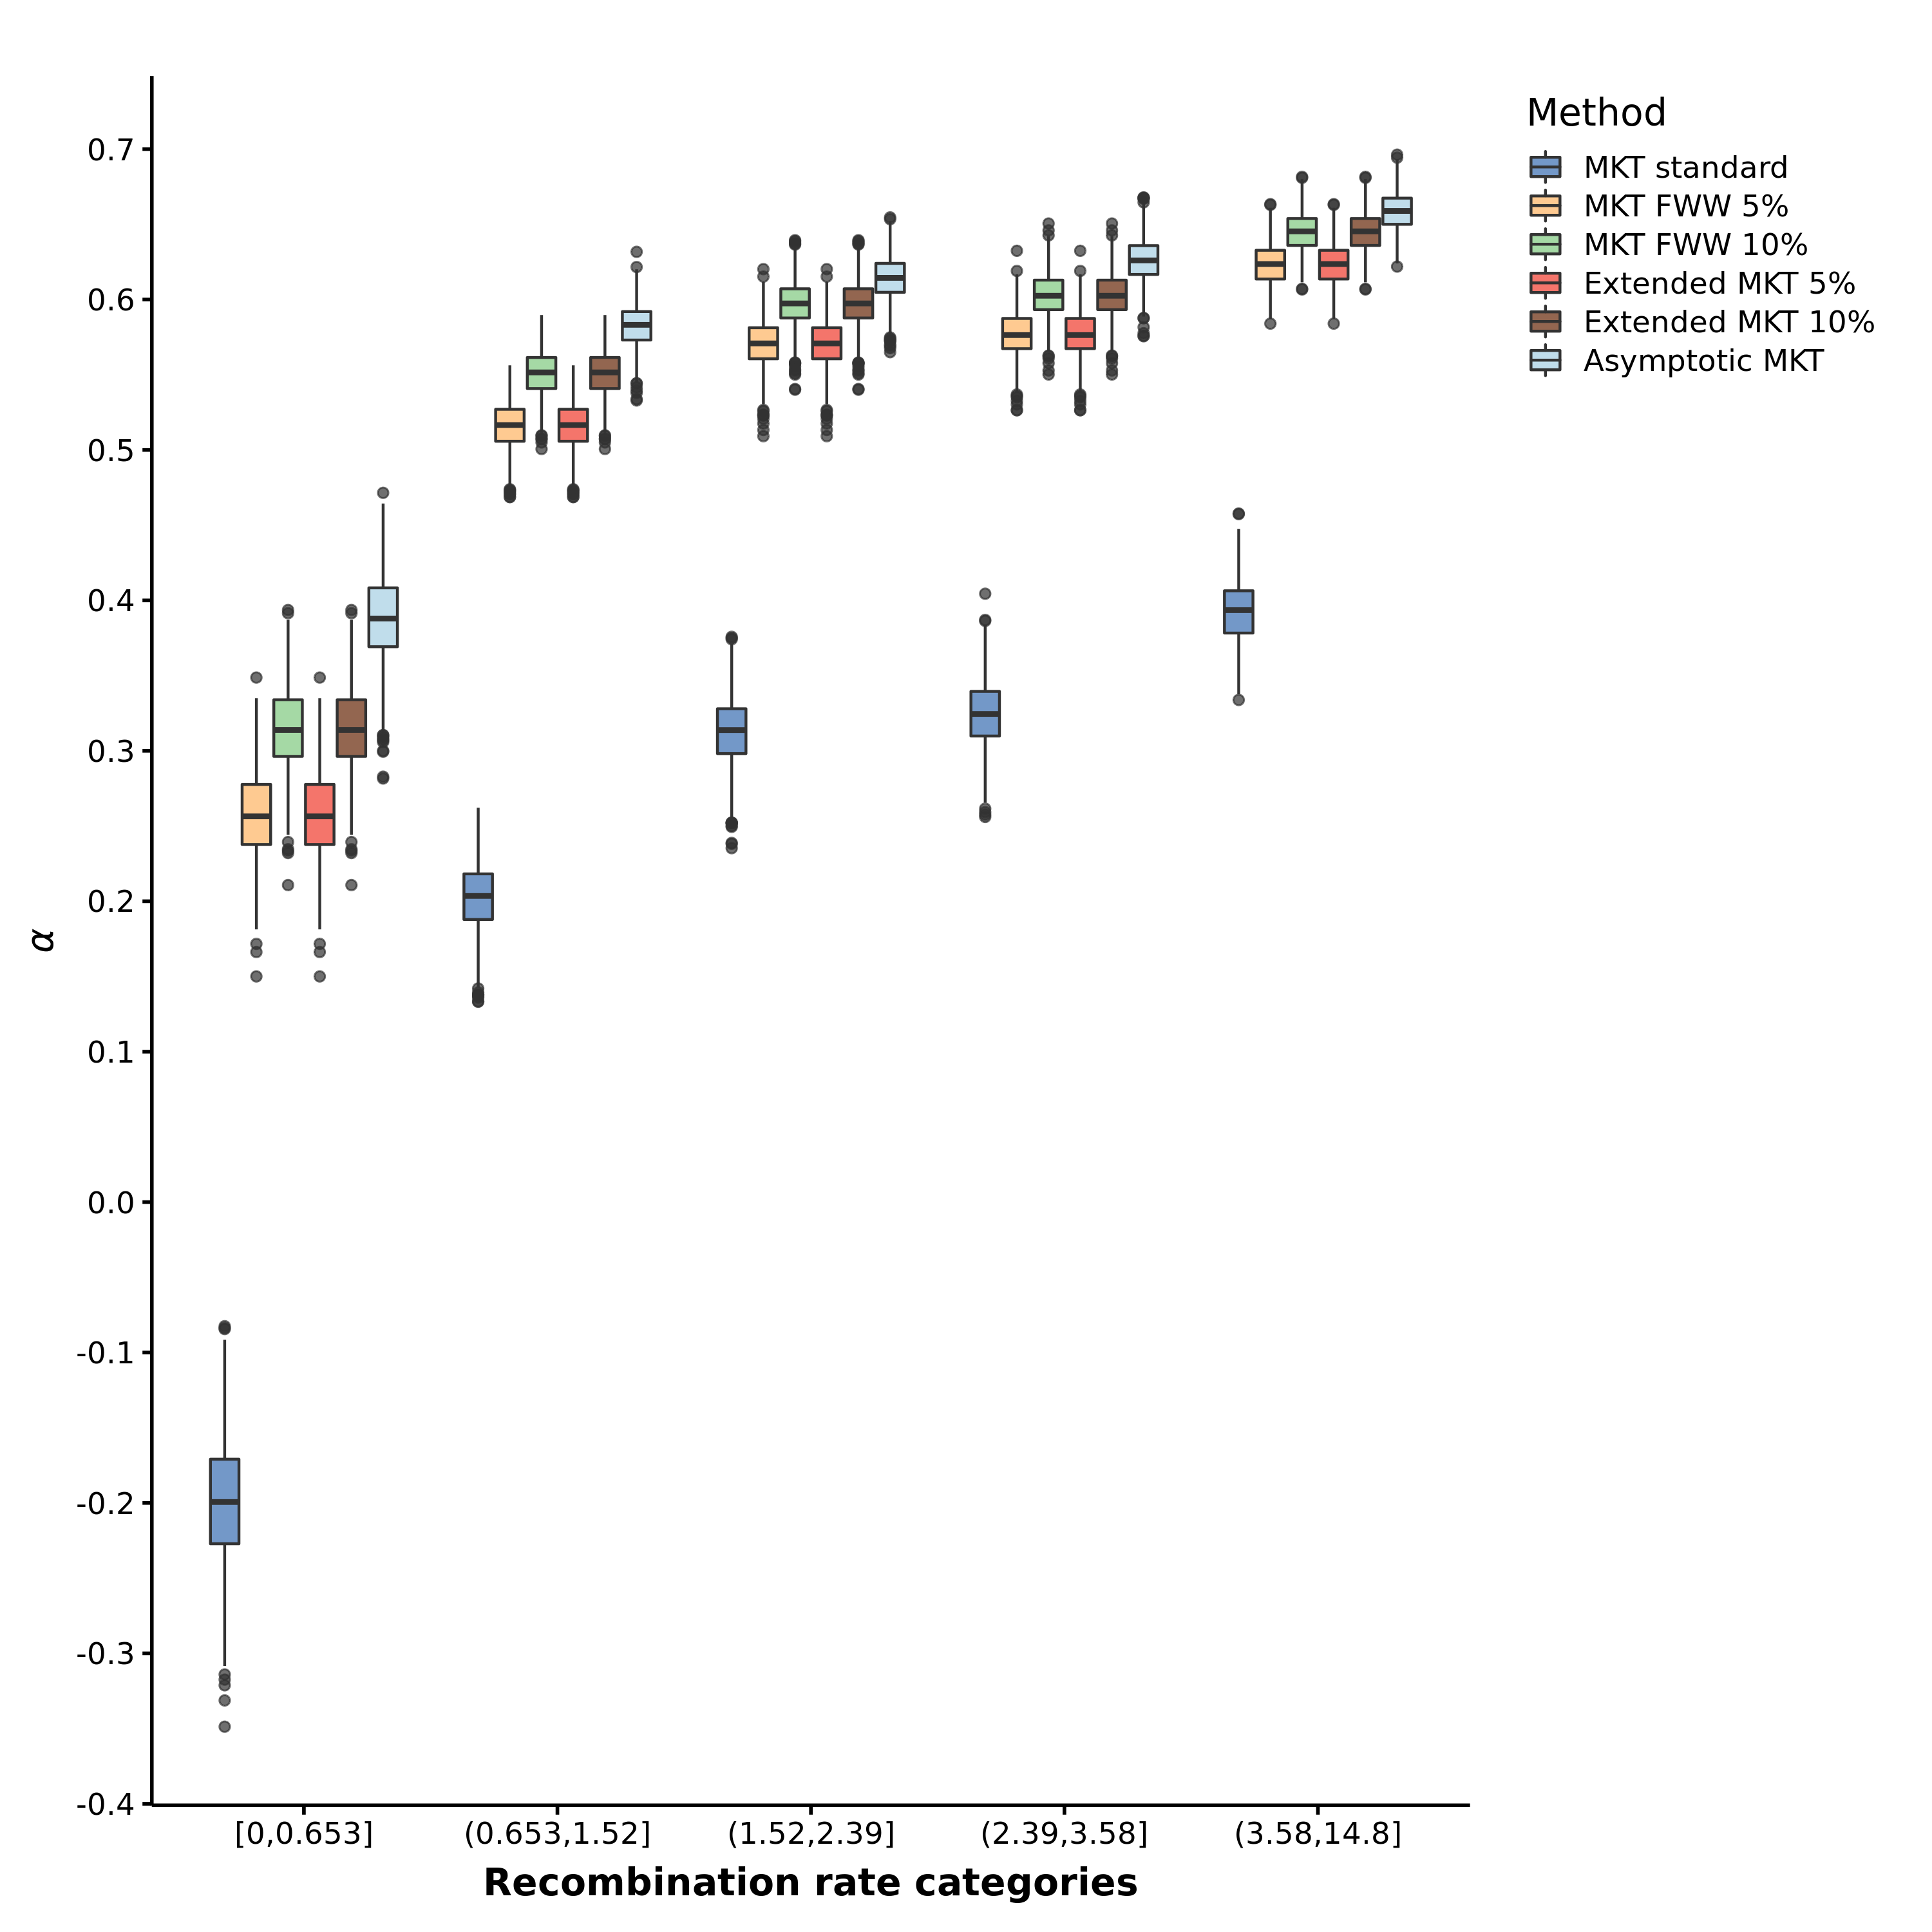 Method
MKT standard
MKT FWW 5%
MKT FWW 10%
Extended MKT 5%
Extended MKT 10%
Asymptotic MKT
0.7
0.6
0.5
0.4
0.3
0.2
α
0.1
0.0
-0.1
-0.2
-0.3
-0.4
[0,0.653] (0.653,1.52] (1.52,2.39] (2.39,3.58] (3.58,14.8]
Recombination rate categories